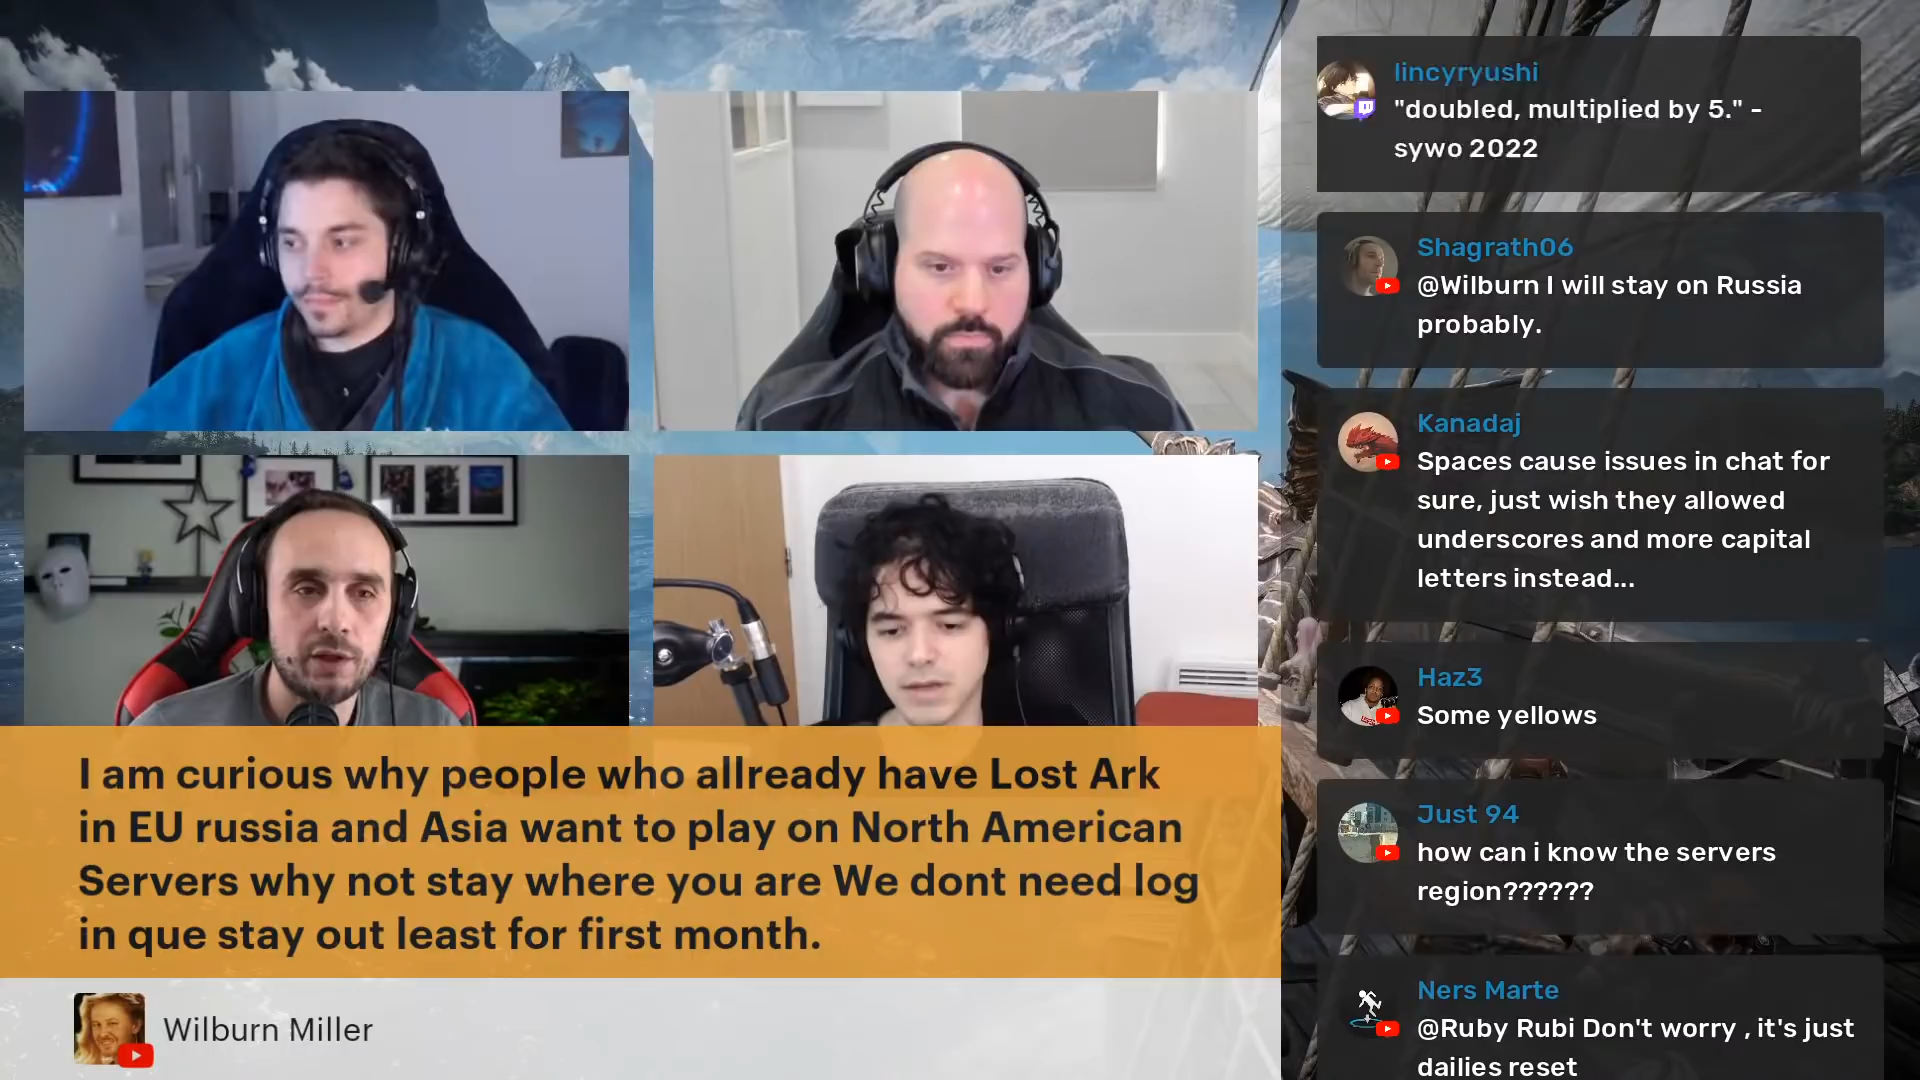 I am curious why people who allready have Lost Ark
in EU russia and Asia want to play on North American
Servers why not stay where you are We dont need log
in que stay out least for first month.
Wilburn Miller
lincyryushi
"doubled, multiplied by 5." -
sywo 2022
Shagrath06
@Wilburn I will stay on Russia
probably.
Kanadaj
Spaces cause issues in chat for
sure, just wish they allowed
underscores and more capital
letters instead...
Haz3
Some yellows
Just 94
how can i know the servers
region??????
Ners Marte
@Ruby Rubi Don't worry , it's just
dailies reset